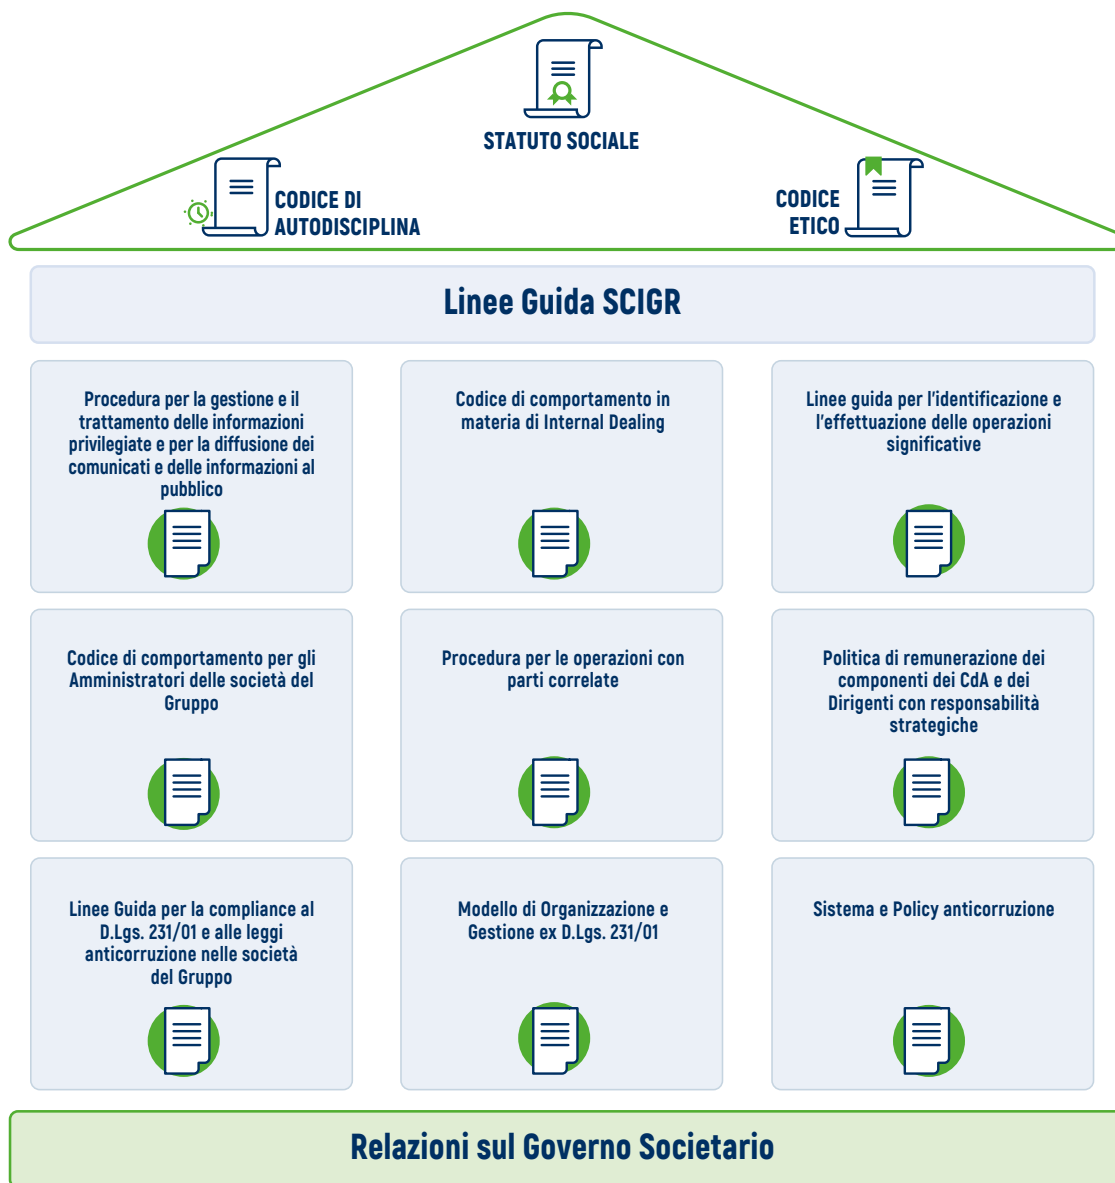 STATUTO SOCIALE
CODICE DI
AUTODISCIPLINA
CODICE
ETICO
Linee Guida SCIGR
Procedura per la gestione e il
trattamento delle informazioni
privilegiate e per la diffusione dei
comunicati e delle informazioni al
pubblico
Codice di comportamento in
materia di Internal Dealing
Linee guida per l'identificazione e
l'effettuazione delle operazioni
significative
Codice di comportamento per gli
Amministratori delle società del
Gruppo
Procedura per le operazioni con
parti correlate
Politica di remunerazione dei
componenti dei CdA e dei
Dirigenti con responsabilità
strategiche
Linee Guida per la compliance al
D.Lgs. 231/01 e alle leggi
anticorruzione nelle società
del Gruppo
Modello di Organizzazione e
Gestione ex D.Lgs. 231/01
Sistema e Policy anticorruzione
Relazioni sul Governo Societario